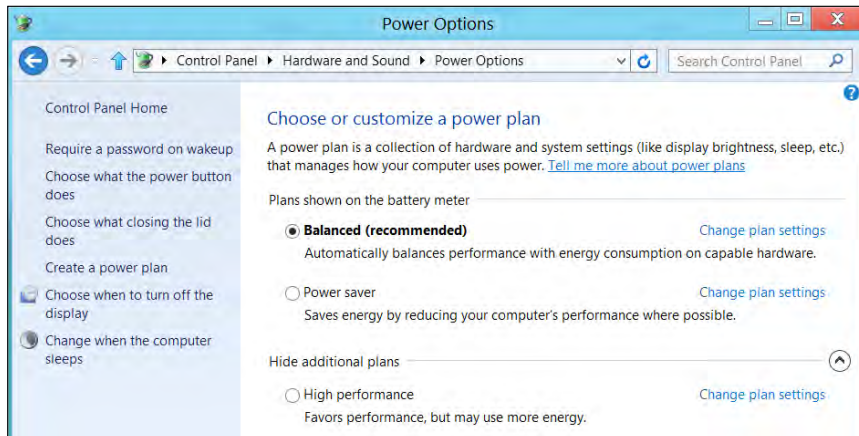 Power Options
Control Panel Hardware and Sound Power Options
Search Control Panel
Control Panel Home
Require a password on wakeup
Choose what the power button
does
Choose what closing the lid
does
Create a power plan
Choose when to turn off the
display
Change when the computer
sleeps
Choose or customize a power plan
A power plan is a collection of hardware and system settings (like display brightness, sleep, etc.)
that manages how your computer uses power. Tell me more about power plans
Plans shown on the battery meter
Balanced (recommended) Change plan settings
Automatically balances performance with energy consumption on capable hardware.
Power saver Change plan settings
Saves energy by reducing your computer's performance where possible.
Hide additional plans
High performance Change plan settings
Favors performance, but may use more energy.